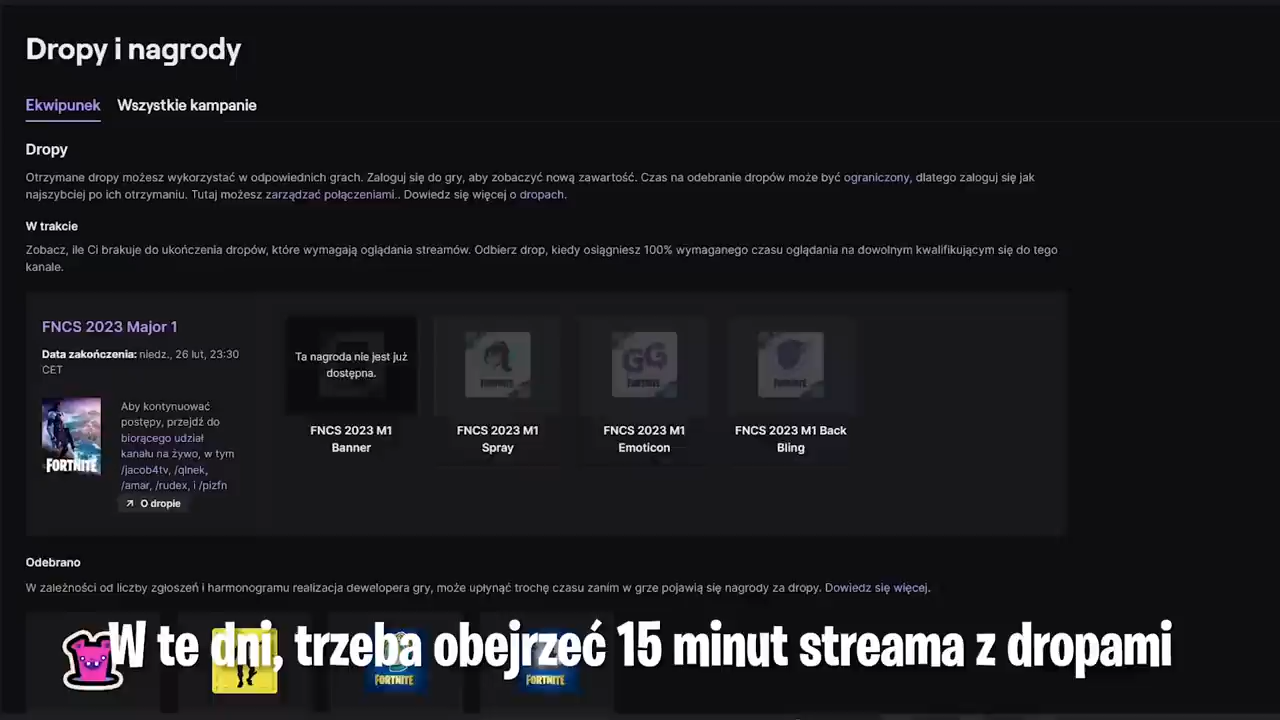 Dropy i nagrody
Ekwipunek Wszystkie kampanie
Dropy
Otrzymane dropy możesz wykorzystać w odpowiednich grach. Zaloguj się do gry, aby zobaczyć nową zawartość. Czas na odebranie dropów może być ograniczony, dlatego zaloguj się jak
najszybciej po ich otrzymaniu. Tutaj możesz zarządzać połączeniami.. Dowiedz się więcej o dropach.
W trakcie
Zobacz, ile Ci brakuje do ukończenia dropów, które wymagają oglądania streamów. Odbierz drop, kiedy osiągniesz 100% wymaganego czasu oglądania na dowolnym kwalifikującym się do tego
kanale.
FNCS 2023 Major 1
Data zakończenia: niedz., 26 lut, 23:30
CET
Aby kontynuować
postępy, przejdź do
biorącego udział
kanału na żywo, w tym
/jacob4tv, /qlnek,
/amar, /rudex, i /pizfn
O dropie
FORTNITE
Ta nagroda nie jest już
dostępna.
FNCS 2023 M1
Banner
FORTNITE
FNCS 2023 M1
Spray
GG
FORTNITE
FNCS 2023 M1
Emoticon
FORTNITE
FNCS 2023 M1 Back
Bling
Odebrano
W zależności od liczby zgłoszeń i harmonogramu realizacja dewelopera gry, może upłynąć trochę czasu zanim w grze pojawią się nagrody za dropy. Dowiedz się więcej.
W te dni, trzeba obejrzeć 15 minut streama z dropami
FORTNITE
FORTNITE